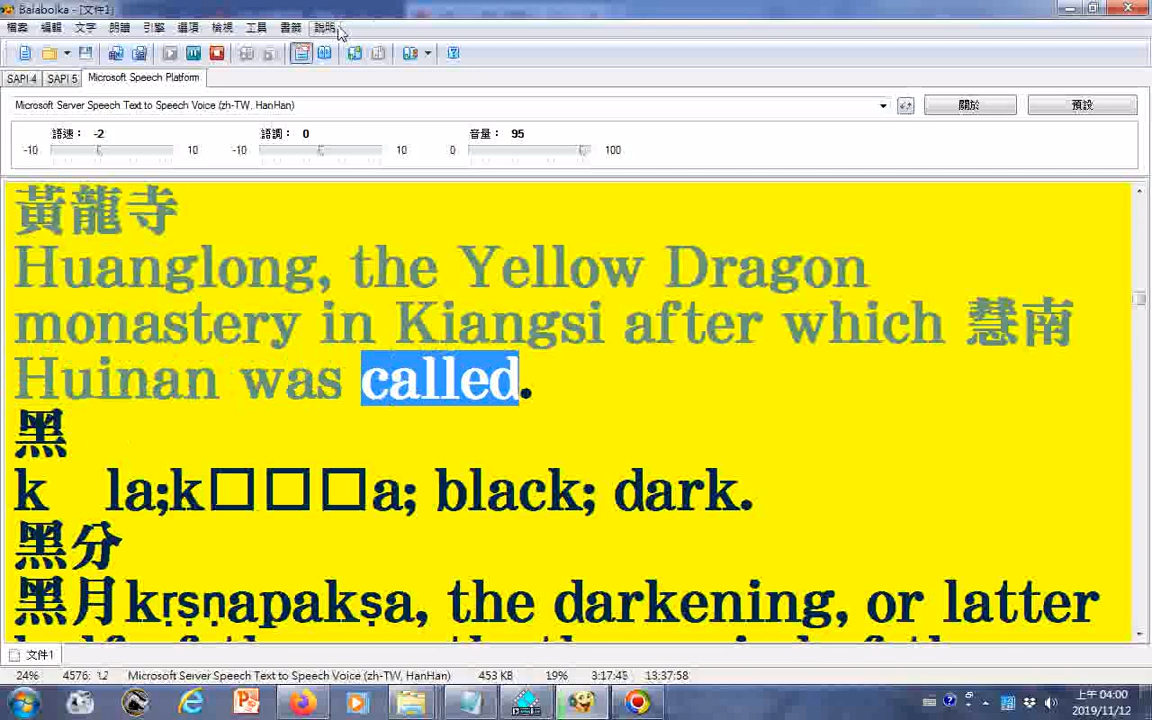 Balabolka - [文件1]
檔案 編輯 文字 朗讀 引擎 選項 檢視 工具 書籤 說明
SAPI 4 SAPI 5 Microsoft Speech Platform
Microsoft Server Speech Text to Speech Voice (zh-TW, HanHan) 關於 預設
語速： -2 語調： 0 音量： 95
-10 10 -10 10 0 100
黃龍寺
Huanglong, the Yellow Dragon
monastery in Kiangsi after which 慧南
Huinan was called.
黑
k la;k□□□a; black; dark.
黑分
黑月kṛṣṇapakṣa, the darkening, or latter
文件1
24% 4576: 12 Microsoft Server Speech Text to Speech Voice (zh-TW, HanHan) 453 KB 19% 3:17:45 13:37:58
上午 04:00
2019/11/12